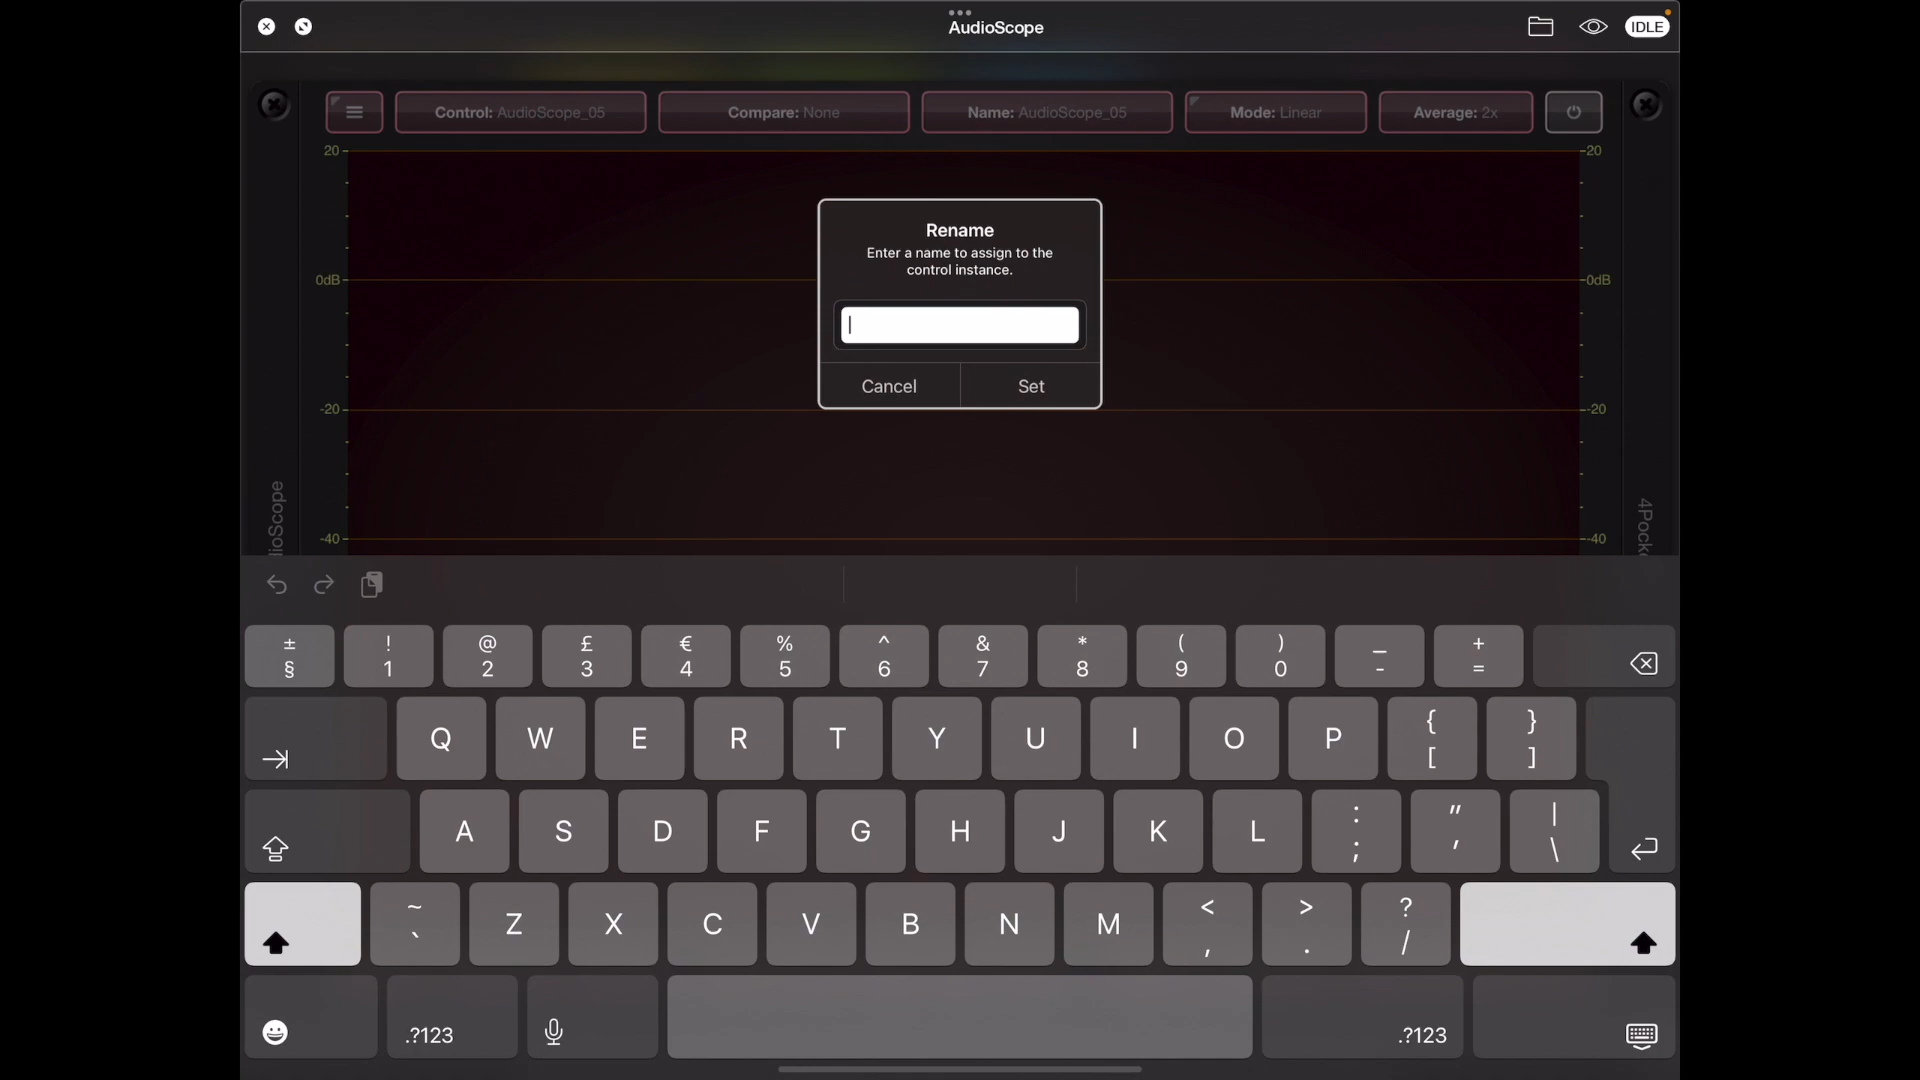 AudioScope
IDLE
Control: AudioScope_05
Compare: None
Name: AudioScope_05
Mode: Linear
Average: 2x
20
20
Rename
Enter a name to assign to the
control instance.
0dB
0dB
Cancel
Set
-20
-20
-40
-40
± § ! 1 @ 2 £ 3 € 4 % 5 ^ 6 & 7 * 8 ( 9 ) 0 _ - + =
Q W E R T Y U I O P { [ } ]
A S D F G H J K L : ; " ' | \
~ ` Z X C V B N M < , > . ? /
.?123
.?123